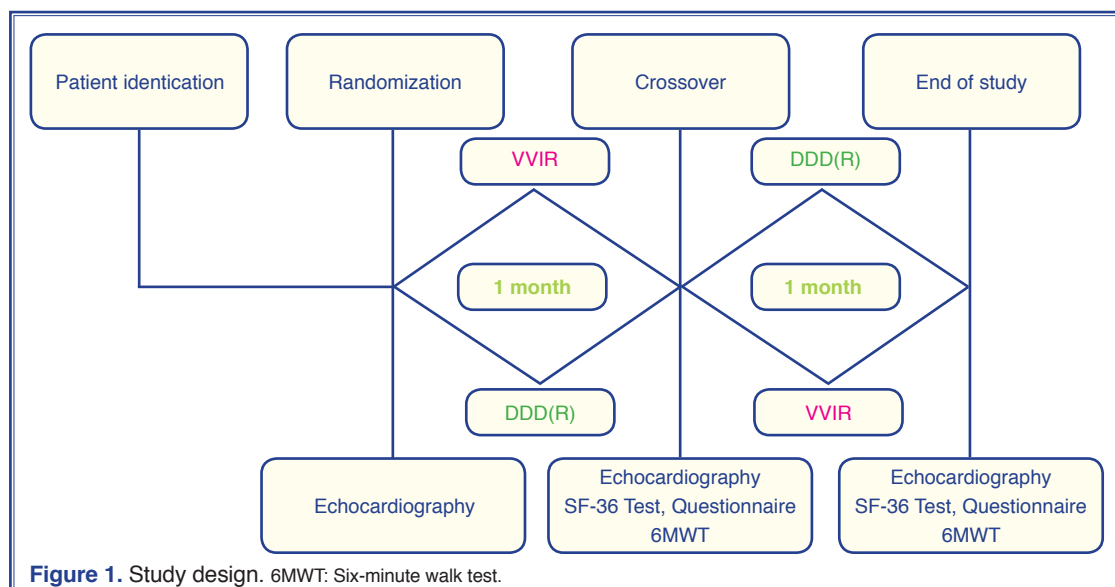 Patient identication
Randomization
Crossover
End of study
VVIR
DDD(R)
1 month
1 month
DDD(R)
VVIR
Echocardiography
Echocardiography
SF-36 Test, Questionnaire
6MWT
Echocardiography
SF-36 Test, Questionnaire
6MWT
Figure 1. Study design. 6MWT: Six-minute walk test.